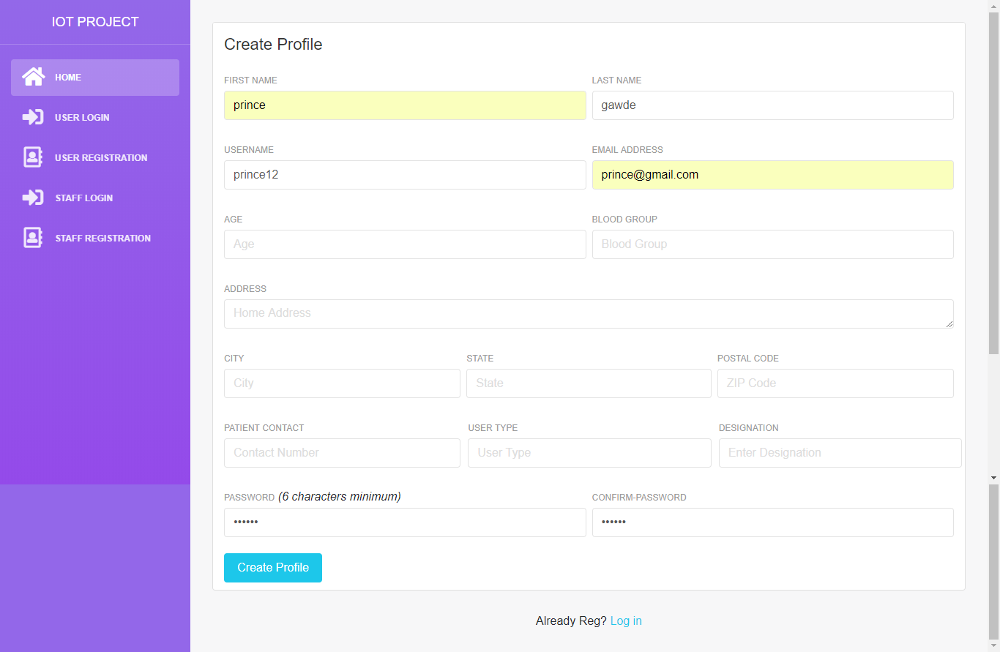 IOT PROJECT
HOME
USER LOGIN
USER REGISTRATION
STAFF LOGIN
STAFF REGISTRATION
Create Profile
FIRST NAME LAST NAME
prince gawde
USERNAME EMAIL ADDRESS
prince12 prince@gmail.com
AGE BLOOD GROUP
Age Blood Group
ADDRESS
Home Address
CITY STATE POSTAL CODE
City State ZIP Code
PATIENT CONTACT USER TYPE DESIGNATION
Contact Number User Type Enter Designation
PASSWORD (6 characters minimum) CONFIRM-PASSWORD
•••••• ••••••
Create Profile
Already Reg? Log in